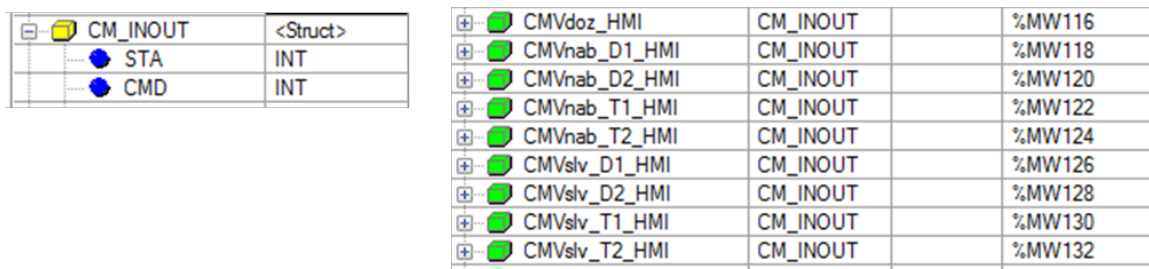 CM_INOUT <Struct>
STA INT
CMD INT
CMVdoz_HMI CM_INOUT %MW116
CMVnab_D1_HMI CM_INOUT %MW118
CMVnab_D2_HMI CM_INOUT %MW120
CMVnab_T1_HMI CM_INOUT %MW122
CMVnab_T2_HMI CM_INOUT %MW124
CMVslv_D1_HMI CM_INOUT %MW126
CMVslv_D2_HMI CM_INOUT %MW128
CMVslv_T1_HMI CM_INOUT %MW130
CMVslv_T2_HMI CM_INOUT %MW132